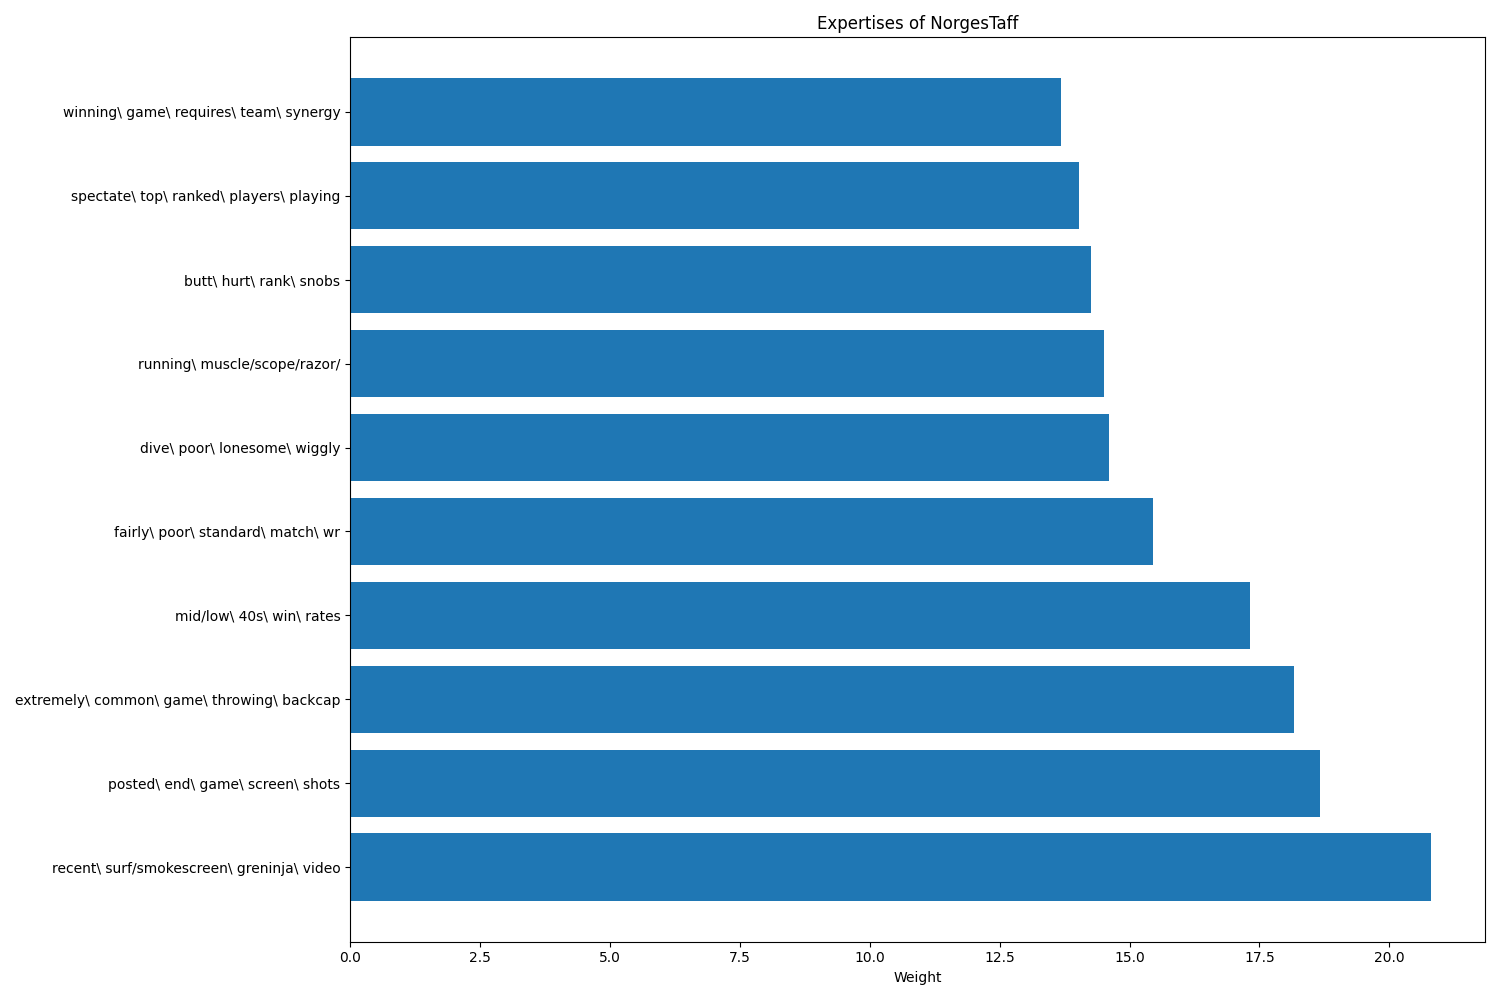 Expertises of NorgesTaff
winning\ game\ requires\ team\ synergy
spectate\ top\ ranked\ players\ playing
butt\ hurt\ rank\ snobs
running\ muscle/scope/razor/
dive\ poor\ lonesome\ wiggly
fairly\ poor\ standard\ match\ wr
mid/low\ 40s\ win\ rates
extremely\ common\ game\ throwing\ backcap
posted\ end\ game\ screen\ shots
recent\ surf/smokescreen\ greninja\ video
0.0 2.5 5.0 7.5 10.0 12.5 15.0 17.5 20.0
Weight